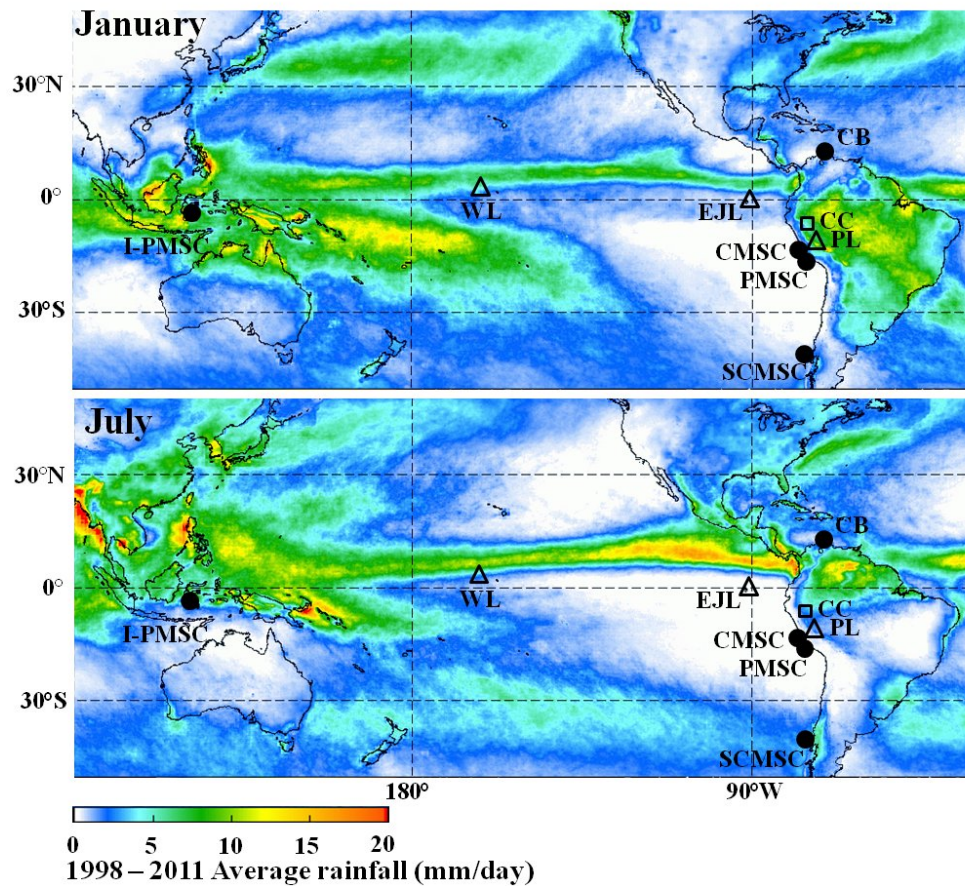 January
30°N
CB
0°
WL
EJL
CC
I-PMSC
PL
CMSC
PMSC
30°S
SCMSC
July
30°N
CB
0°
WL
EJL
CC
I-PMSC
PL
CMSC
PMSC
30°S
SCMSC
180° 90°W
0 5 10 15 20
1998 – 2011 Average rainfall (mm/day)